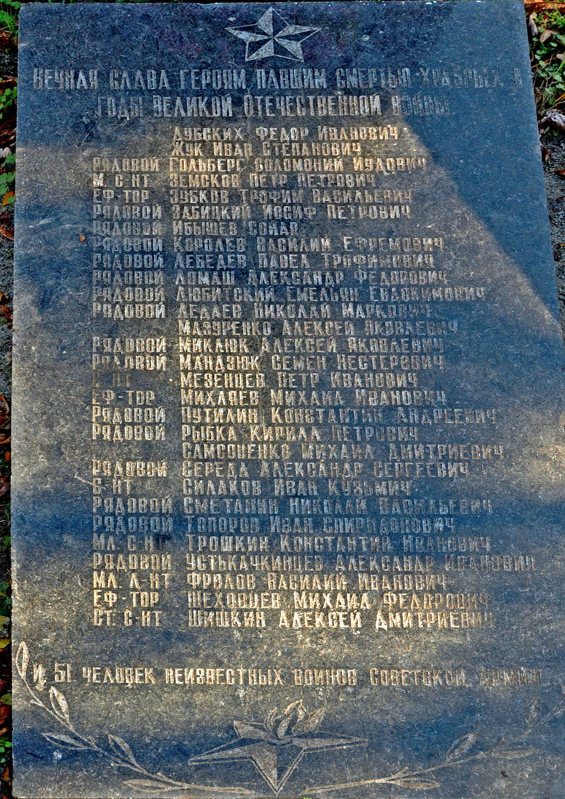 ВЕЧНАЯ СЛАВА ГЕРОЯМ, ПАВШИМ СМЕРТЬЮ ХРАБРЫХ В
ГОДЫ ВЕЛИКОЙ ОТЕЧЕСТВЕННОЙ ВОЙНЫ
ДУБСКИХ ФЕДОР ИВАНОВИЧ
ЖУК ИВАН СТЕПАНОВИЧ
РЯДОВОЙ ГОЛЬБЕРГ СОЛОМОНИЙ ИУДОВИЧ
М. С-НТ ЗЕМСКОВ ПЕТР ПЕТРОВИЧ
ЕФ-ТОР ЗУБКОВ ТРОФИМ ВАСИЛЬЕВИЧ
РЯДОВОЙ ЗАБИЦКИЙ ИОСИФ ПЕТРОВИЧ
РЯДОВОЙ ИБЫШЕВ
РЯДОВОЙ КОРОЛЕВ ВАСИЛИЙ ЕФРЕМОВИЧ
РЯДОВОЙ ЛЕБЕДЕВ ПАВЕЛ ТРОФИМОВИЧ
РЯДОВОЙ ЛОМАШ АЛЕКСАНДР ФЕДОРОВИЧ
РЯДОВОЙ ЛЮБИТСКИЙ ЕМЕЛЬЯН ЕВДОКИМОВИЧ
РЯДОВОЙ ЛЕДАЕВ НИКОЛАЙ МАРКОВИЧ
МАЗУРЕНКО АЛЕКСЕЙ ЯКОВЛЕВИЧ
РЯДОВОЙ МИКЛЮК АЛЕКСЕЙ ЯКОВЛЕВИЧ
РЯДОВОЙ МАНДЗЮК СЕМЕН НЕСТЕРОВИЧ
МЕЗЕНЦЕВ ПЕТР ИВАНОВИЧ
ЕФ-ТОР МИХЛЯЕВ МИХАИЛ ИВАНОВИЧ
РЯДОВОЙ ПУТИЛИН КОНСТАНТИН АНДРЕЕВИЧ
РЯДОВОЙ РЫБКА КИРИЛЛ ПЕТРОВИЧ
САМСОНЕНКО МИХАИЛ ДМИТРИЕВИЧ
РЯДОВОЙ СЕРЕДА АЛЕКСАНДР СЕРГЕЕВИЧ
С-НТ СИЛАКОВ ИВАН КУЗЬМИЧ
РЯДОВОЙ СМЕТАНИН НИКОЛАЙ ВАСИЛЬЕВИЧ
РЯДОВОЙ ТОПОРОВ ИВАН СПИРИДОНОВИЧ
МЛ. С-НТ ТРОШКИН КОНСТАНТИН ИВАНОВИЧ
РЯДОВОЙ УСТЬКАЧКИНЦЕВ АЛЕКСАНДР ИВАНОВИЧ
МЛ. Л-НТ ФРОЛОВ ВАСИЛИЙ ИВАНОВИЧ
ЕФ-ТОР ШЕХОВЦЕВ МИХАИЛ ФЕДОРОВИЧ
СТ. С-НТ ШИШКИН АЛЕКСЕЙ ДМИТРИЕВИЧ
И 51 ЧЕЛОВЕК НЕИЗВЕСТНЫХ ВОИНОВ СОВЕТСКОЙ АРМИИ.